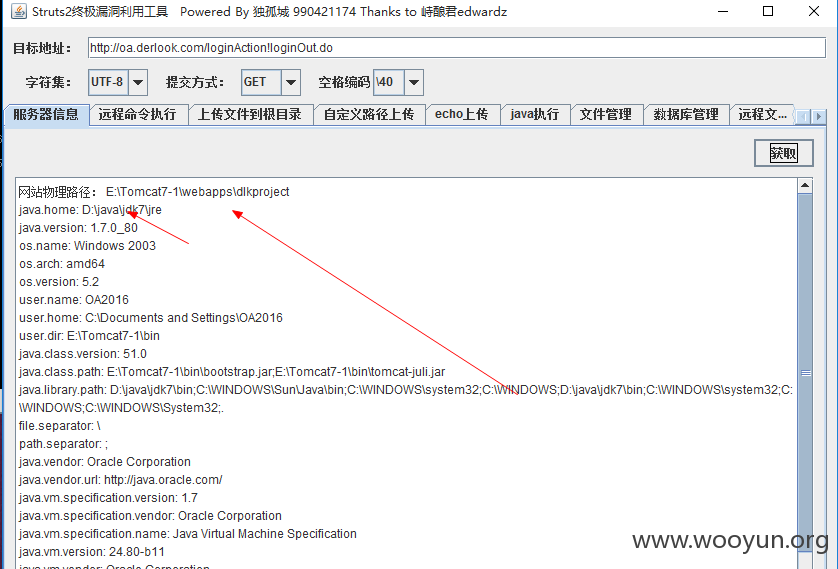 Struts2终极漏洞利用工具 Powered By 独孤城 990421174 Thanks to 峙酿君edwardz
目标地址： http://oa.derlook.com/loginAction!loginOut.do
字符集： UTF-8 提交方式： GET 空格编码 \40
服务器信息 远程命令执行 上传文件到根目录 自定义路径上传 echo上传 java执行 文件管理 数据库管理 远程文...
获取
网站物理路径： E:\Tomcat7-1\webapps\dlkproject
java.home: D:\java\jdk7\jre
java.version: 1.7.0_80
os.name: Windows 2003
os.arch: amd64
os.version: 5.2
user.name: OA2016
user.home: C:\Documents and Settings\OA2016
user.dir: E:\Tomcat7-1\bin
java.class.version: 51.0
java.class.path: E:\Tomcat7-1\bin\bootstrap.jar;E:\Tomcat7-1\bin\tomcat-juli.jar
java.library.path: D:\java\jdk7\bin;C:\WINDOWS\Sun\Java\bin;C:\WINDOWS\system32;C:\WINDOWS;D:\java\jdk7\bin;C:\WINDOWS\system32;C:
\WINDOWS;C:\WINDOWS\System32;.
file.separator: \
path.separator: ;
java.vendor: Oracle Corporation
java.vendor.url: http://java.oracle.com/
java.vm.specification.version: 1.7
java.vm.specification.vendor: Oracle Corporation
java.vm.specification.name: Java Virtual Machine Specification
java.vm.version: 24.80-b11
java.vm.vendor: Oracle Corporation
www.wooyun.org